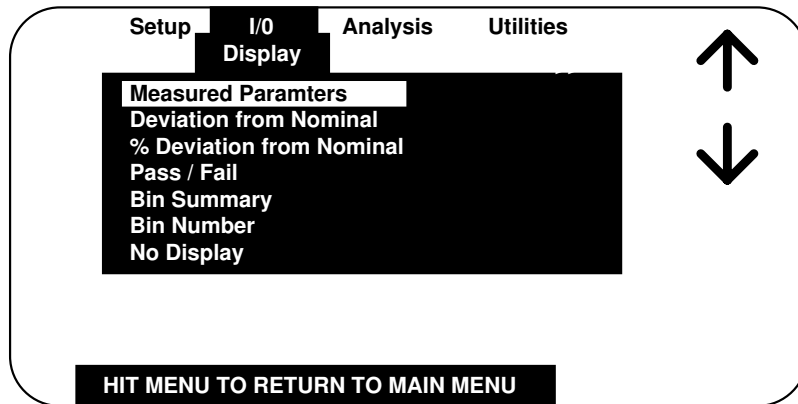 Setup I/0 Analysis Utilities
Display
Measured Paramters
Deviation from Nominal
% Deviation from Nominal
Pass / Fail
Bin Summary
Bin Number
No Display
HIT MENU TO RETURN TO MAIN MENU